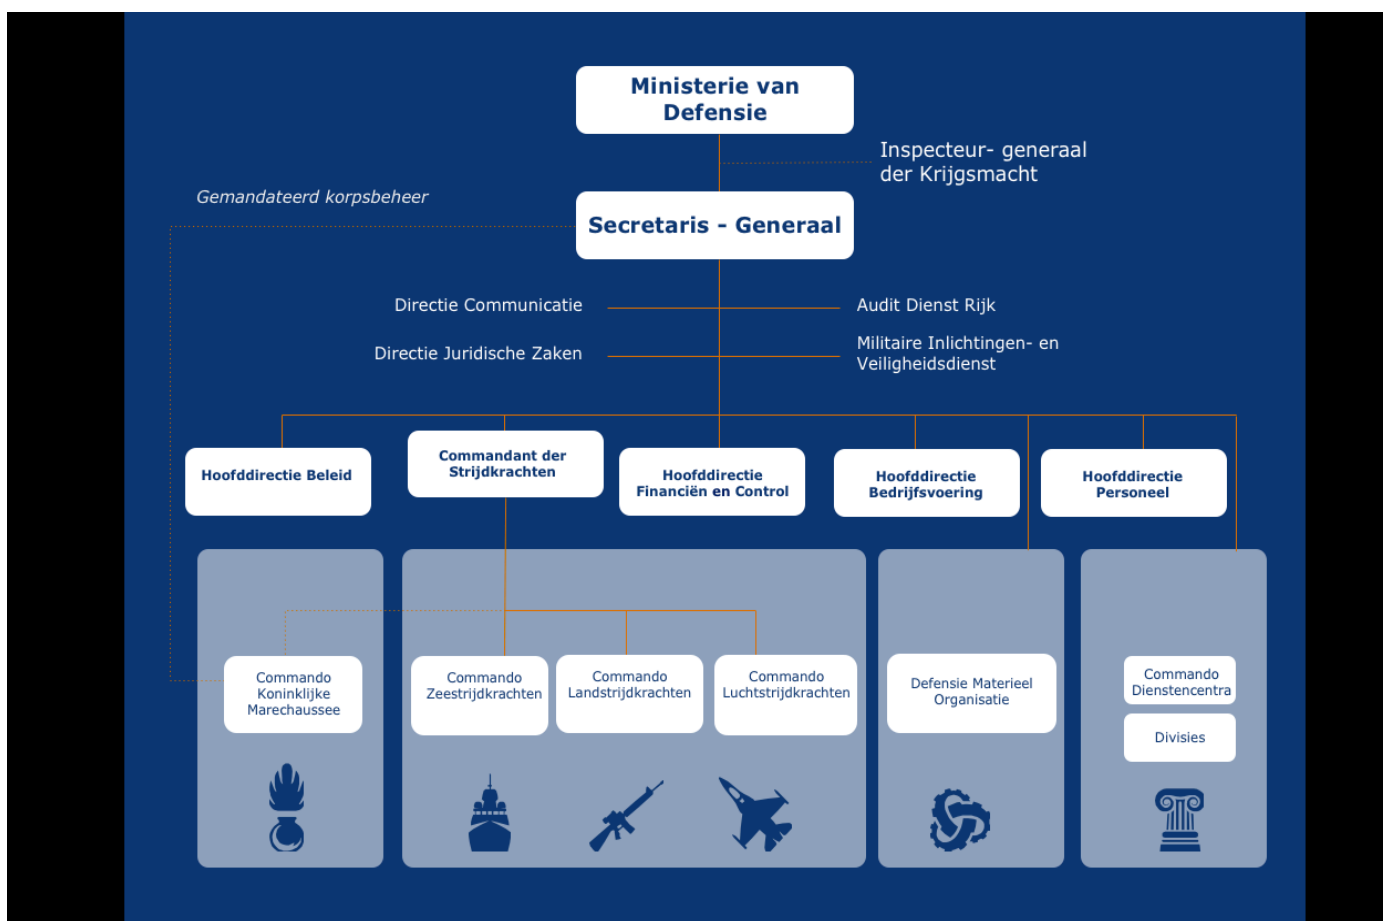 Ministerie van
Defensie
Inspecteur- generaal
der Krijgsmacht
Gemandateerd korpsbeheer
Secretaris - Generaal
Directie Communicatie
Audit Dienst Rijk
Directie Juridische Zaken
Militaire Inlichtingen- en
Veiligheidsdienst
Hoofddirectie Beleid
Commandant der
Strijdkrachten
Hoofddirectie
Financiën en Control
Hoofddirectie
Bedrijfsvoering
Hoofddirectie
Personeel
Commando
Koninklijke
Marechaussee
Commando
Zeestrijdkrachten
Commando
Landstrijdkrachten
Commando
Luchtstrijdkrachten
Defensie Materieel
Organisatie
Commando
Dienstencentra
Divisies